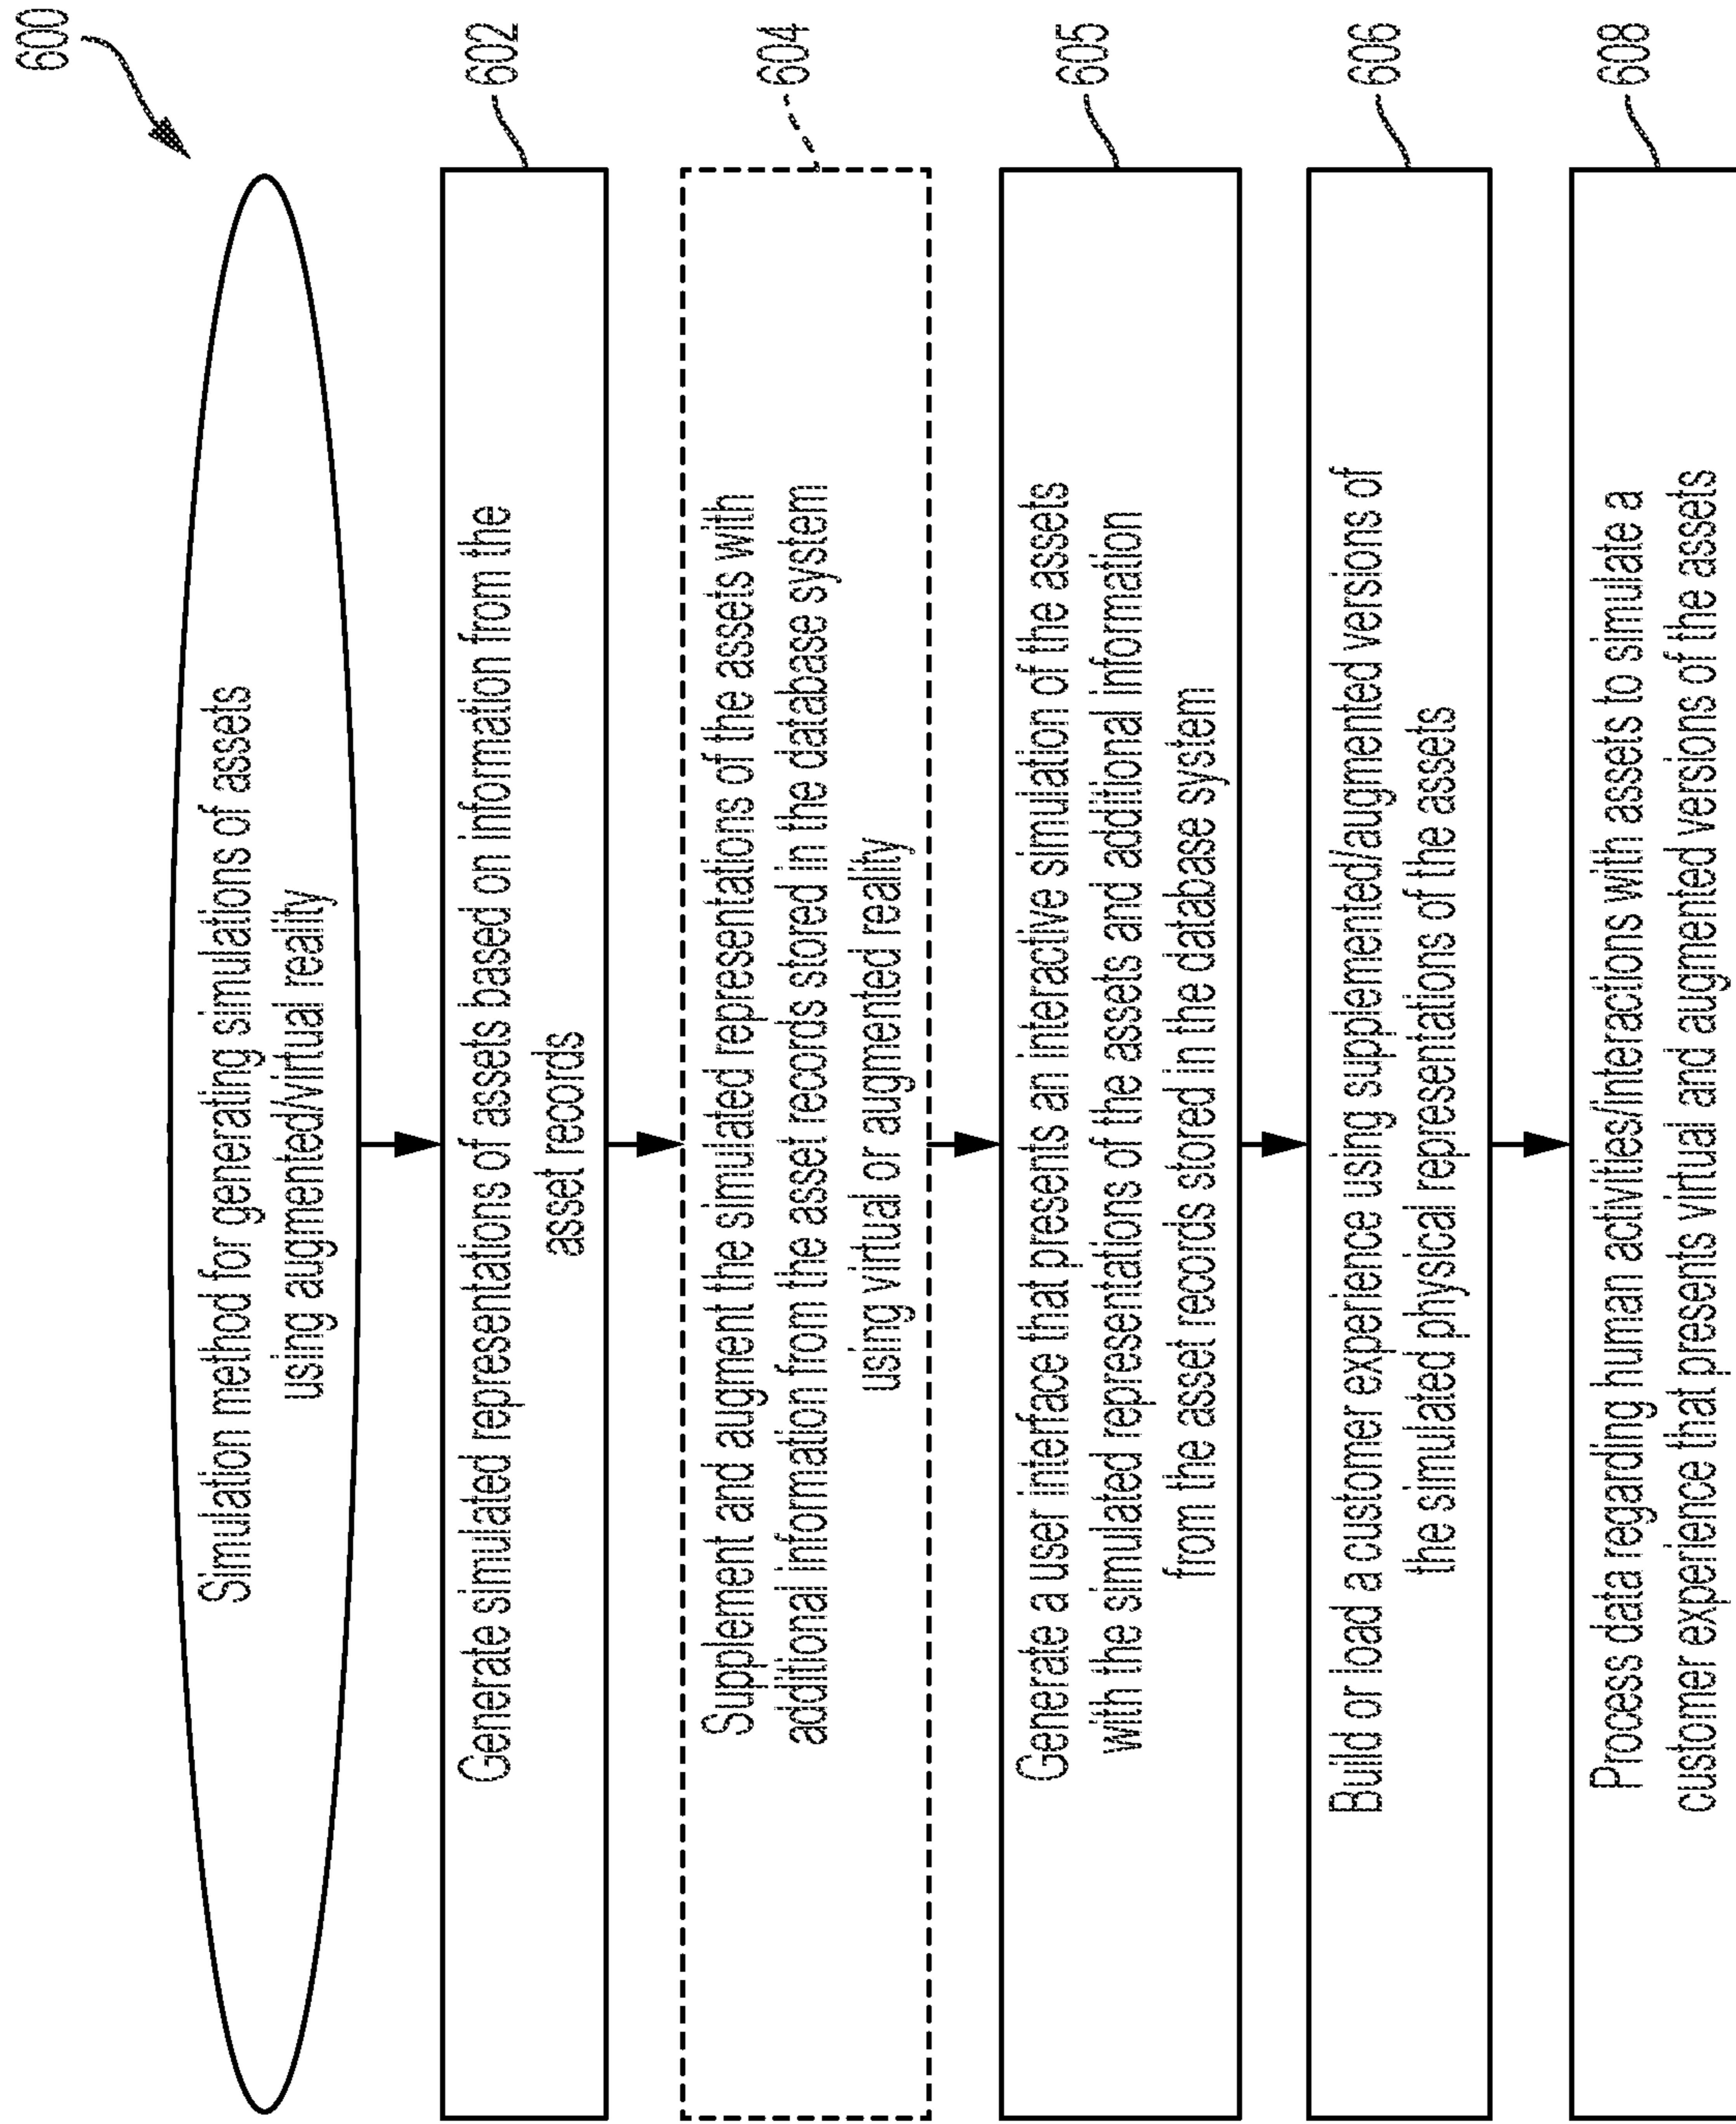 600
Simulation method for generating simulations of assets
using augmented/virtual reality
602
Generate simulated representations of assets based on information from the
asset records
604
Supplement and augment the simulated representations of the assets with
additional information from the asset records stored in the database system
using virtual or augmented reality
605
Generate a user interface that presents an interactive simulation of the assets
with the simulated representations of the assets and additional information
from the asset records stored in the database system
606
Build or load a customer experience using supplemented/augmented versions of
the simulated physical representations of the assets
608
Process data regarding human activities/interactions with assets to simulate a
customer experience that presents virtual and augmented versions of the assets